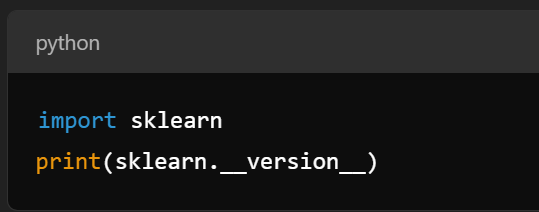 python
import sklearn
print(sklearn.__version__)